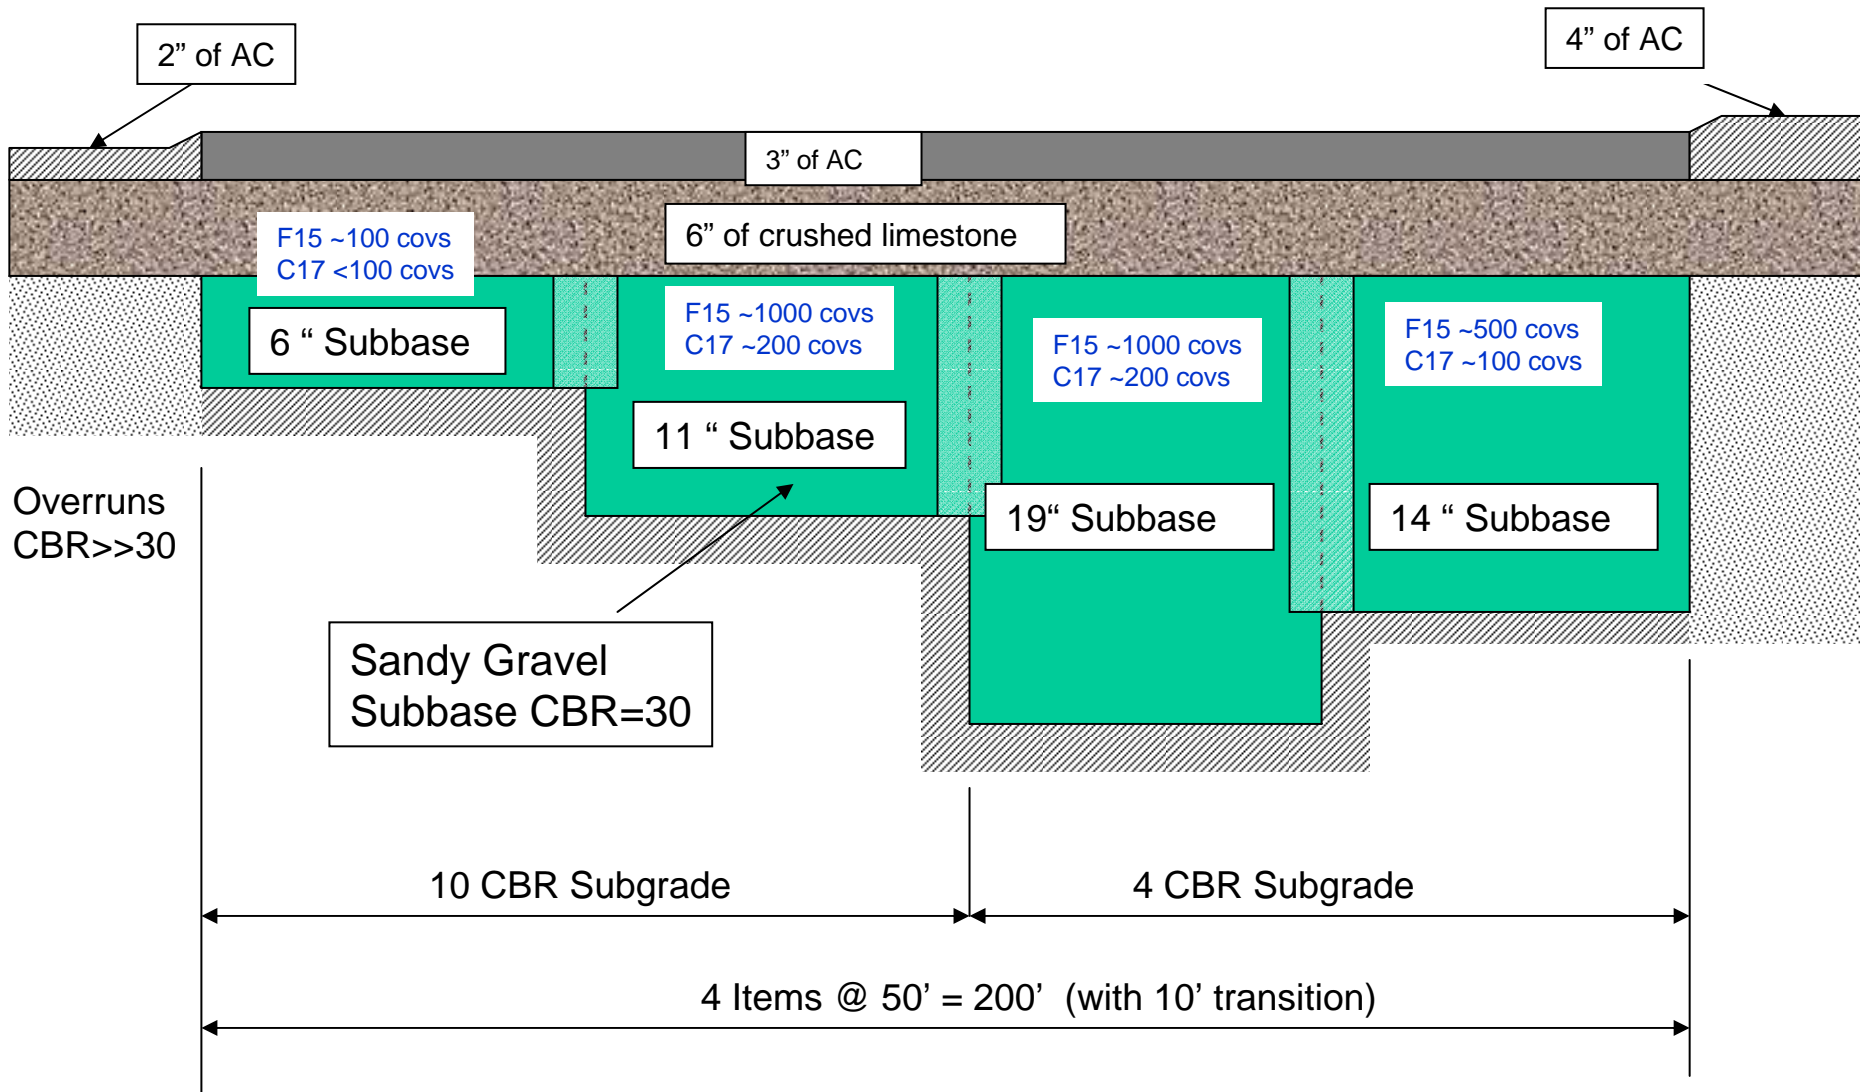 2” of AC
4” of AC
3” of AC
6” of crushed limestone
F15 ~100 covs
C17 <100 covs
6 “ Subbase
F15 ~1000 covs
C17 ~200 covs
11 “ Subbase
F15 ~1000 covs
C17 ~200 covs
19“ Subbase
F15 ~500 covs
C17 ~100 covs
14 “ Subbase
Overruns
CBR>>30
Sandy Gravel
Subbase CBR=30
10 CBR Subgrade
4 CBR Subgrade
4 Items @ 50’ = 200’ (with 10’ transition)